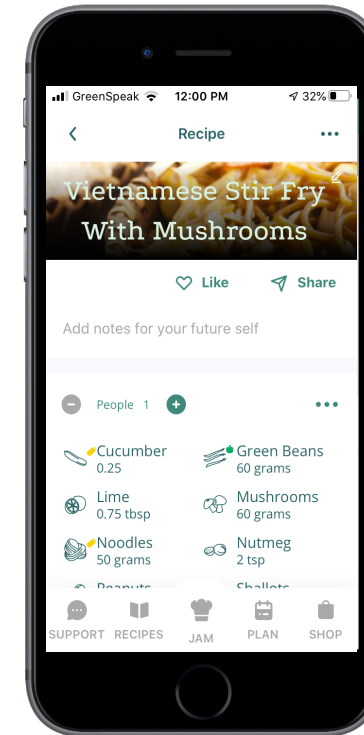 GreenSpeak 12:00 PM 32%
Recipe
Vietnamese Stir Fry
With Mushrooms
Like Share
Add notes for your future self
People 1
Cucumber
0.25
Green Beans
60 grams
Lime
0.75 tbsp
Mushrooms
60 grams
Noodles
50 grams
Nutmeg
2 tsp
Peanuts Shallots
SUPPORT RECIPES JAM PLAN SHOP